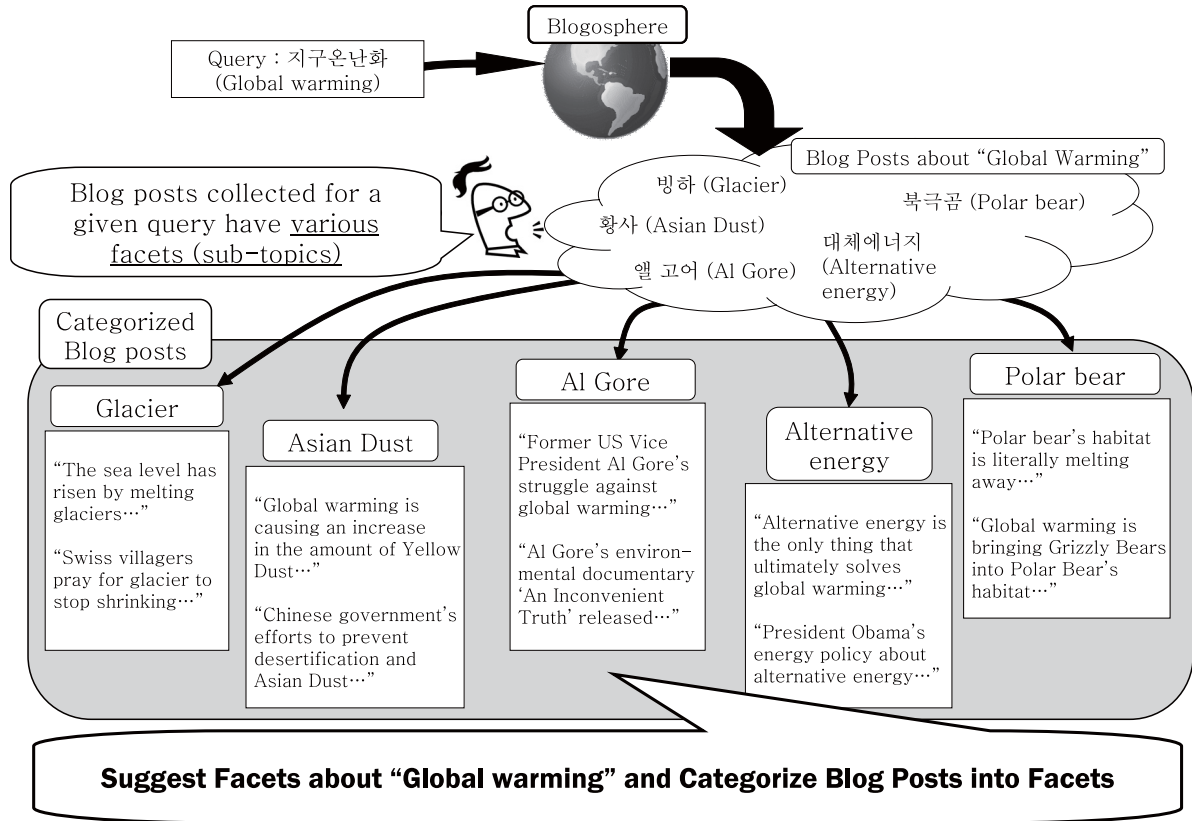 Blogosphere
Query : 지구온난화
(Global warming)
Blog Posts about “Global Warming”
Blog posts collected for a
given query have various
facets (sub-topics)
빙하 (Glacier)
북극곰 (Polar bear)
황사 (Asian Dust)
대체에너지
(Alternative
energy)
앨 고어 (Al Gore)
Categorized
Blog posts
Glacier
“The sea level has
risen by melting
glaciers…”
“Swiss villagers
pray for glacier to
stop shrinking…”
Asian Dust
“Global warming is
causing an increase
in the amount of Yellow
Dust…”
“Chinese government’s
efforts to prevent
desertification and
Asian Dust…”
Al Gore
“Former US Vice
President Al Gore’s
struggle against
global warming…”
“Al Gore’s environ-
mental documentary
‘An Inconvenient
Truth’ released…”
Alternative
energy
“Alternative energy is
the only thing that
ultimately solves
global warming…”
“President Obama’s
energy policy about
alternative energy…”
Polar bear
“Polar bear’s habitat
is literally melting
away…”
“Global warming is
bringing Grizzly Bears
into Polar Bear’s
habitat…”
Suggest Facets about “Global warming” and Categorize Blog Posts into Facets